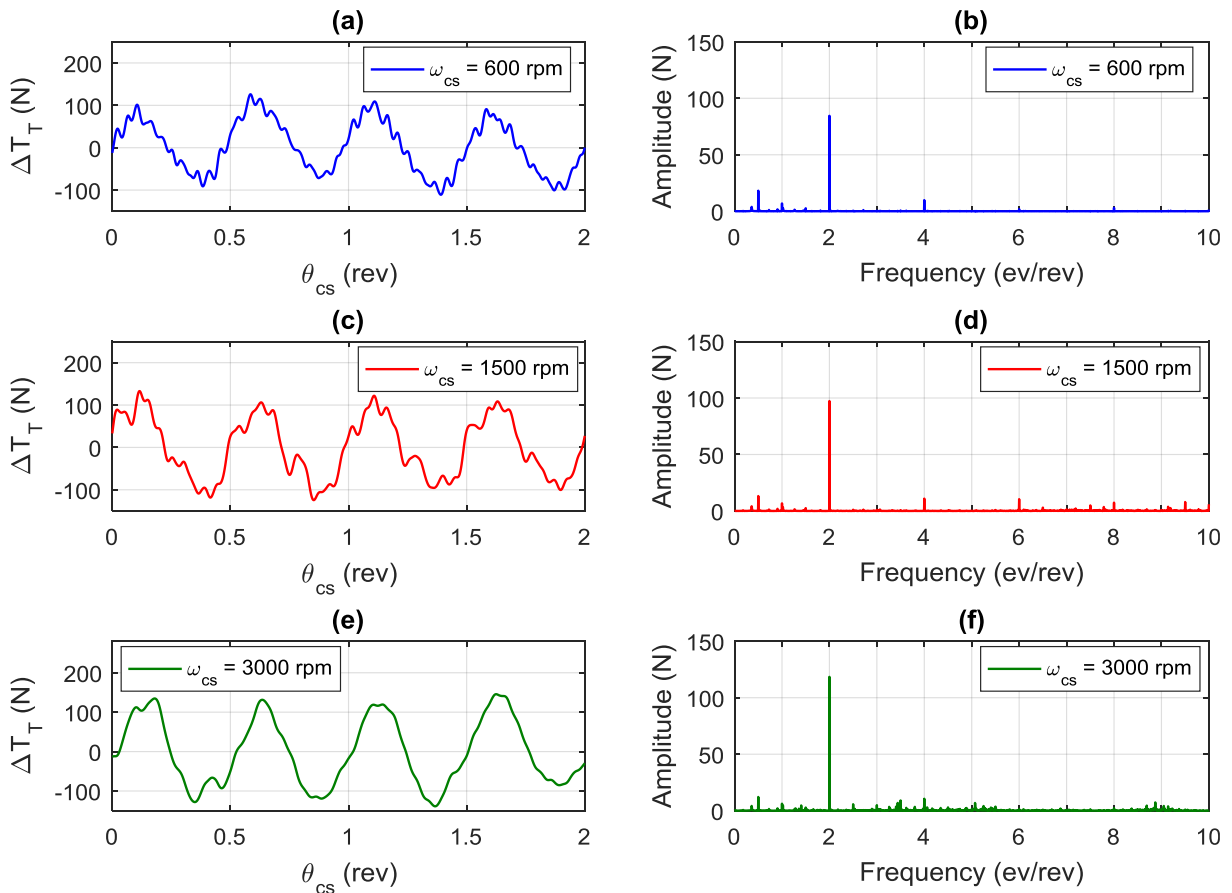 (a)
ΔT_T (N)
200
100
0
-100
ω_cs = 600 rpm
0 0.5 1 1.5 2
θ_cs (rev)
(b)
Amplitude (N)
150
100
50
0
ω_cs = 600 rpm
0 2 4 6 8 10
Frequency (ev/rev)
(c)
ΔT_T (N)
200
100
0
-100
ω_cs = 1500 rpm
0 0.5 1 1.5 2
θ_cs (rev)
(d)
Amplitude (N)
150
100
50
0
ω_cs = 1500 rpm
0 2 4 6 8 10
Frequency (ev/rev)
(e)
ΔT_T (N)
200
100
0
-100
ω_cs = 3000 rpm
0 0.5 1 1.5 2
θ_cs (rev)
(f)
Amplitude (N)
150
100
50
0
ω_cs = 3000 rpm
0 2 4 6 8 10
Frequency (ev/rev)